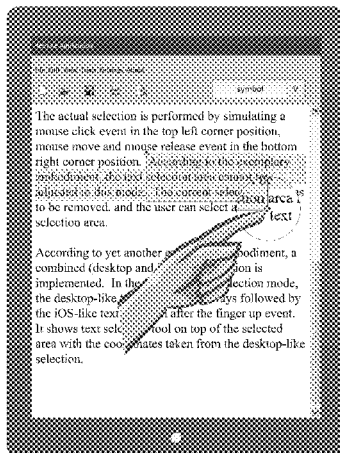 symbol
The actual selection is performed by simulating a
mouse click event in the top left corner position,
mouse move and mouse release event in the bottom
right corner position. According to the exemplary
embodiment, the text selection area cannot be
adjusted in this mode. The current select
to be removed, and the user can select a
selection area.
tion area i
text
According to yet another bodiment, a
combined (desktop and ion is
implemented. In the ection mode,
the desktop-like ays followed by
the iOS-like text after the finger up event.
It shows text sele tool on top of the selected
area with the coo nates taken from the desktop-like
selection.